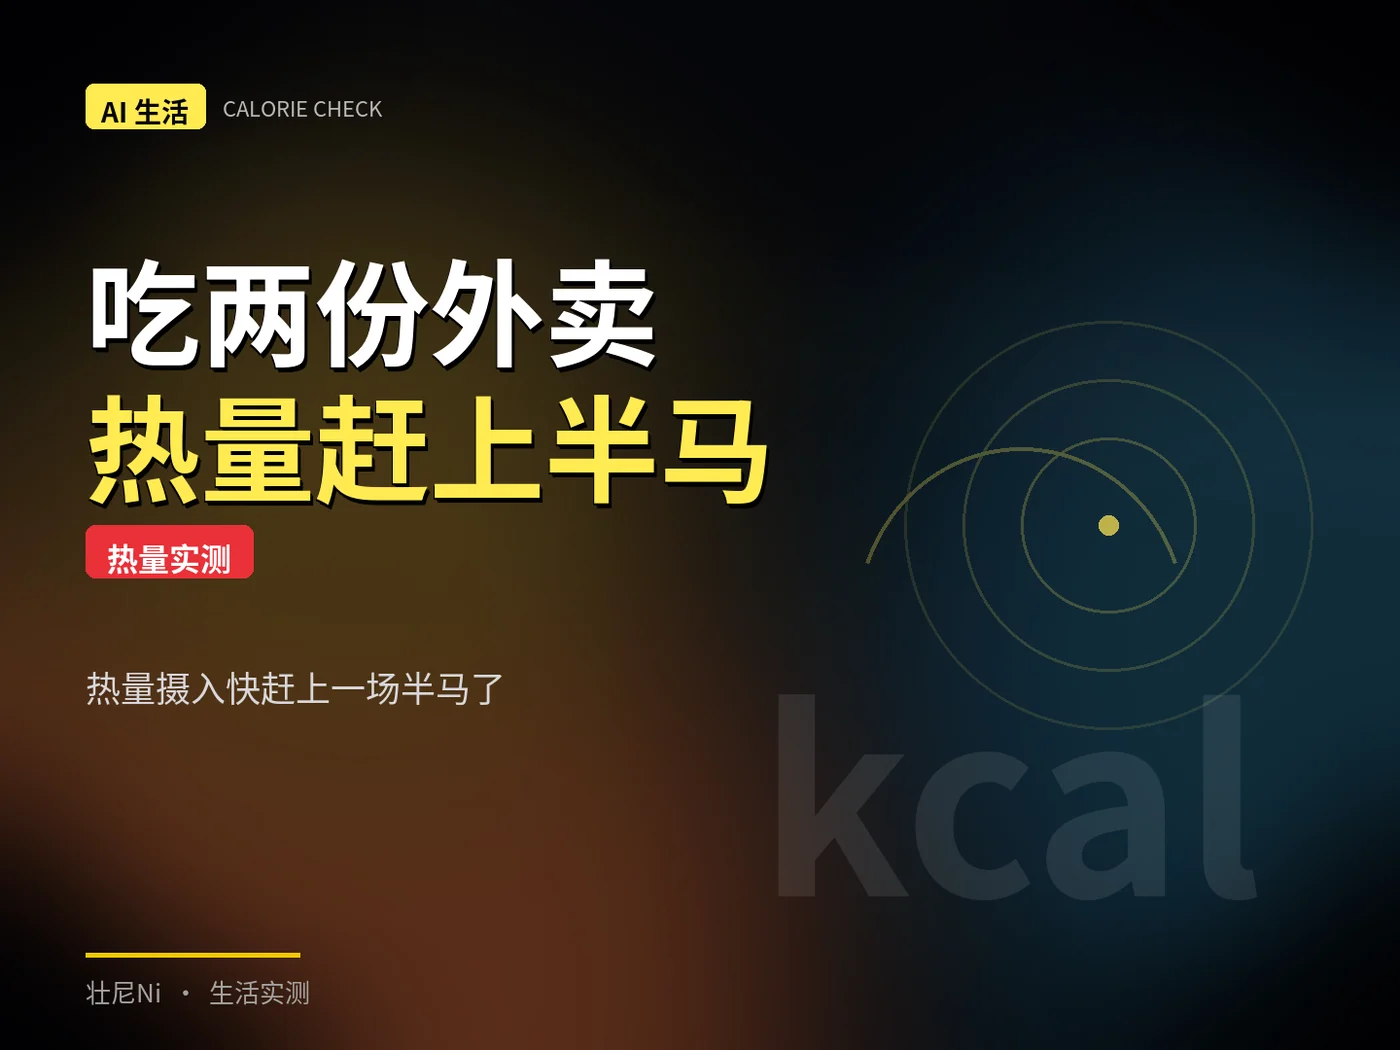 AI 生活 CALORIE CHECK
吃两份外卖
热量赶上半马
热量实测
热量摄入快赶上一场半马了
kcal
壮尼Ni · 生活实测